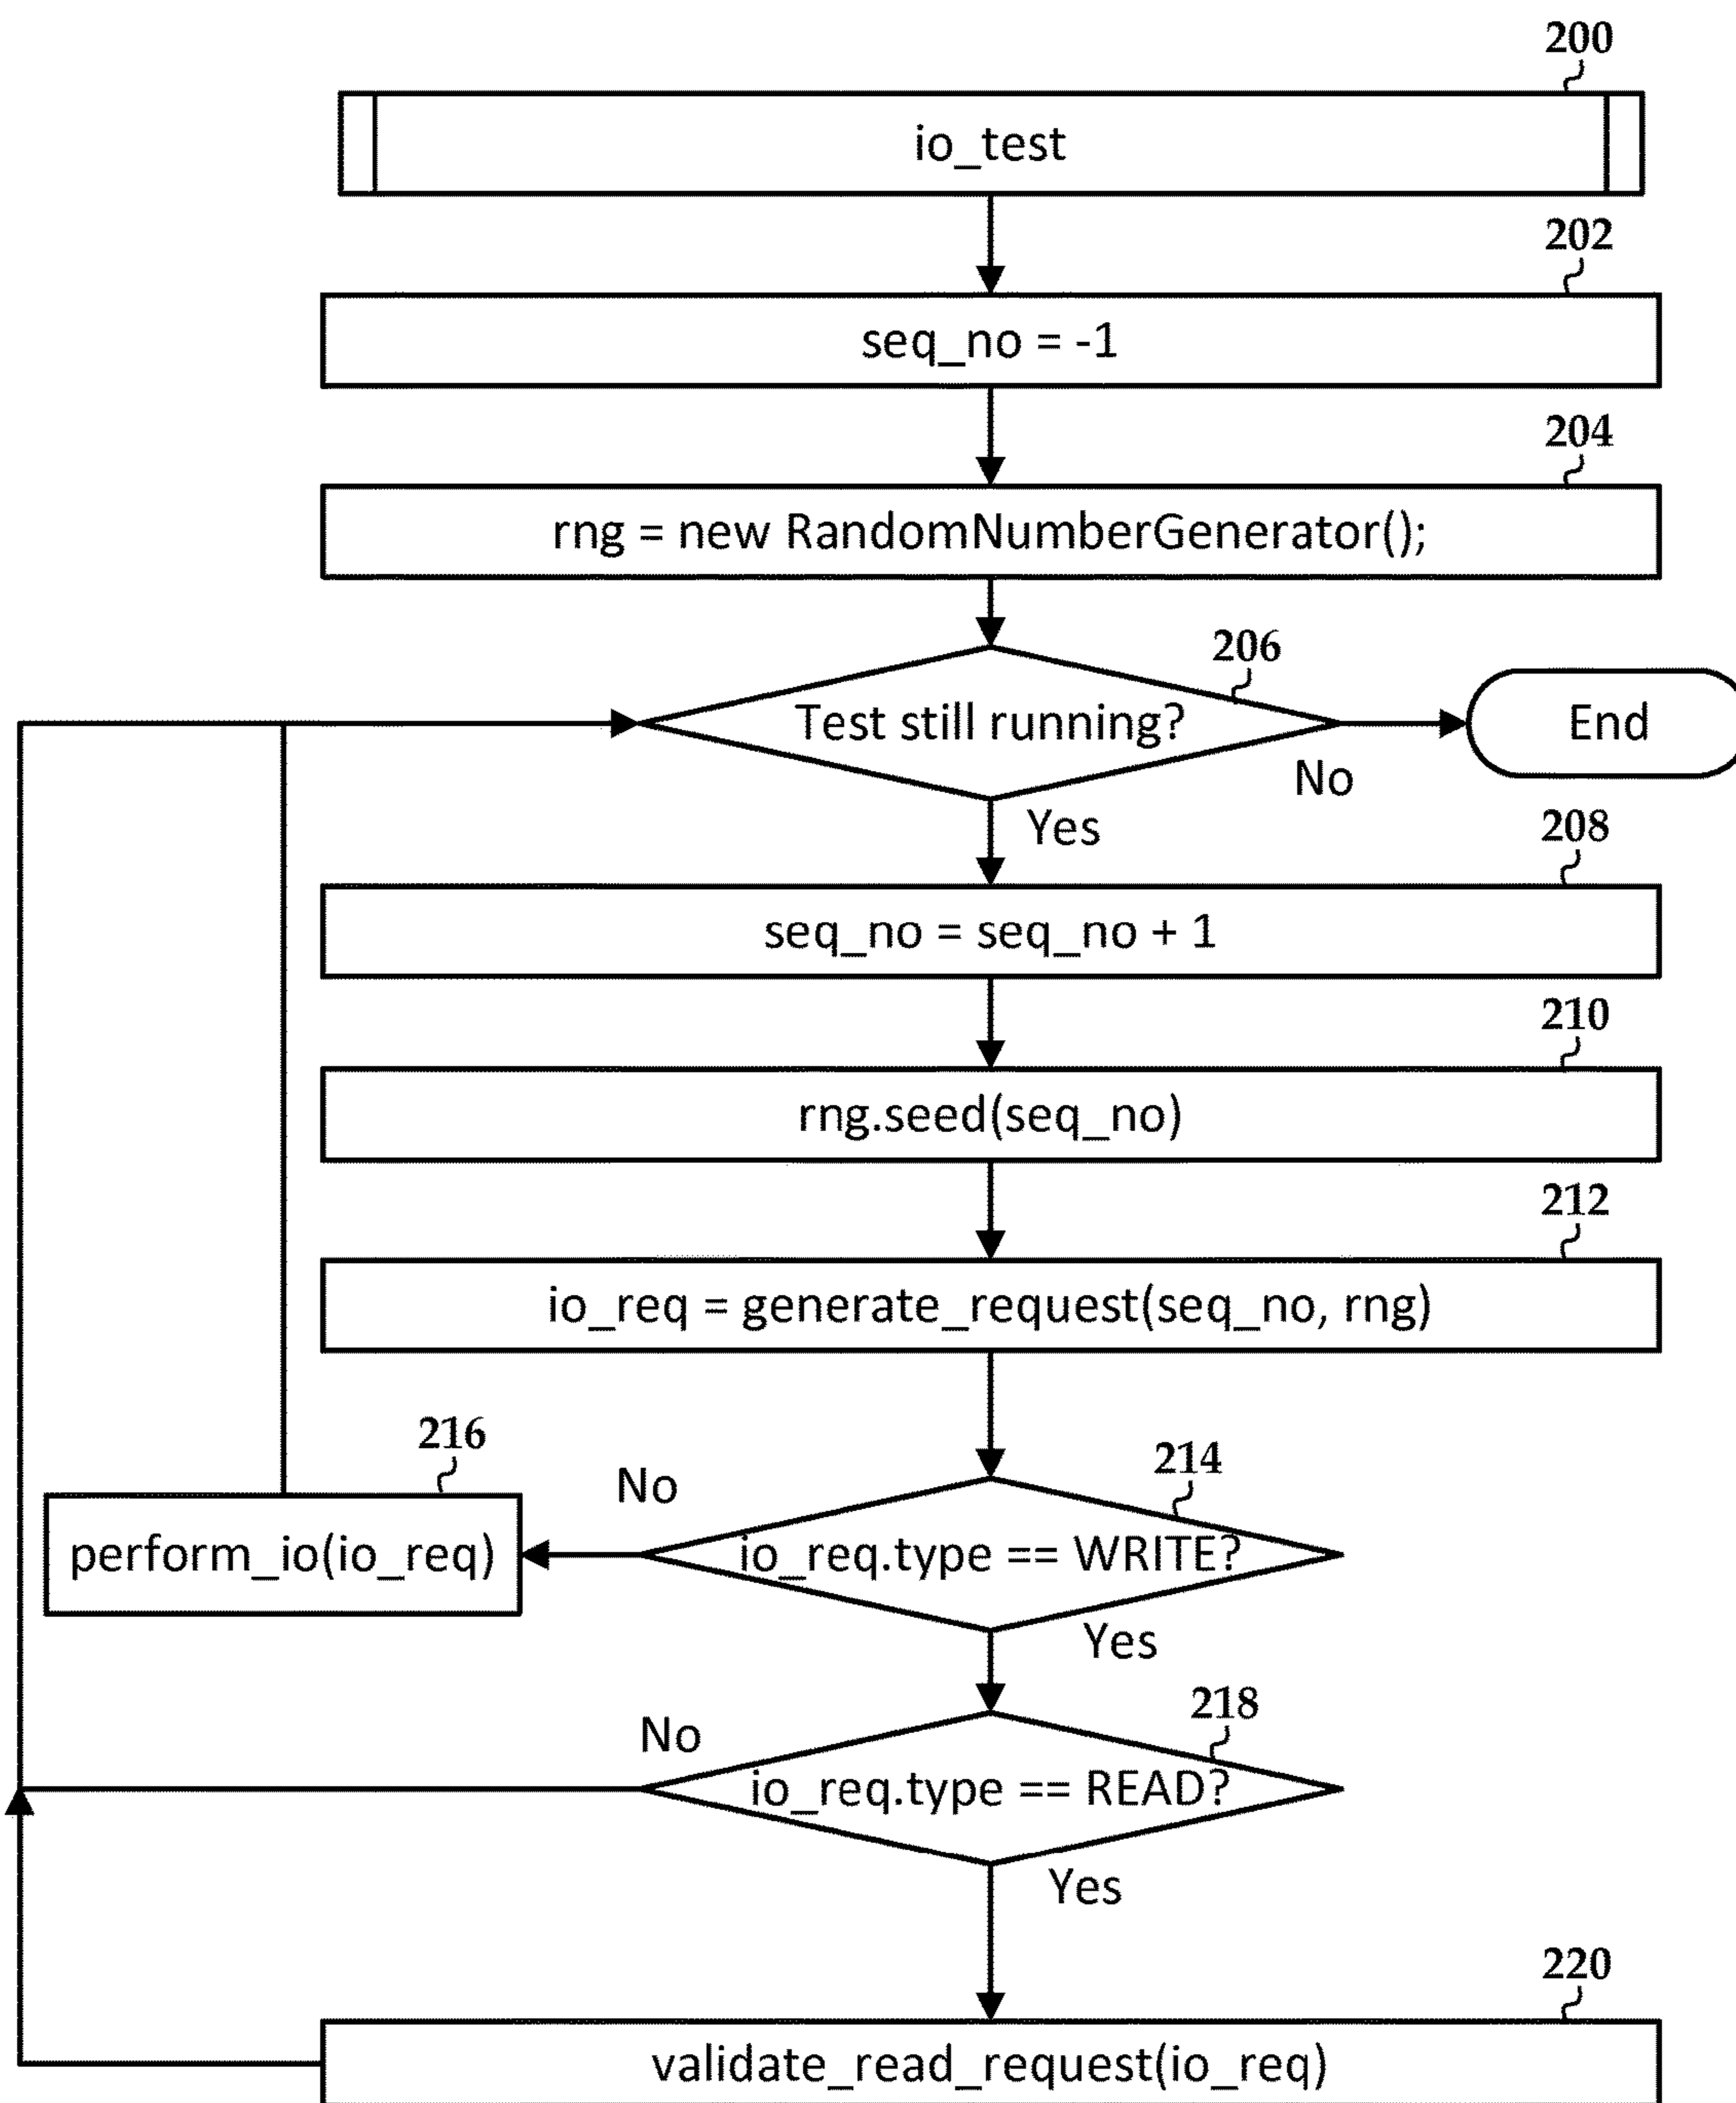 200
io_test
202
seq_no = -1
204
rng = new RandomNumberGenerator();
206
Test still running?
End
No
Yes
208
seq_no = seq_no + 1
210
rng.seed(seq_no)
212
io_req = generate_request(seq_no, rng)
216
No
214
perform_io(io_req)
io_req.type == WRITE?
Yes
218
No
io_req.type == READ?
Yes
220
validate_read_request(io_req)